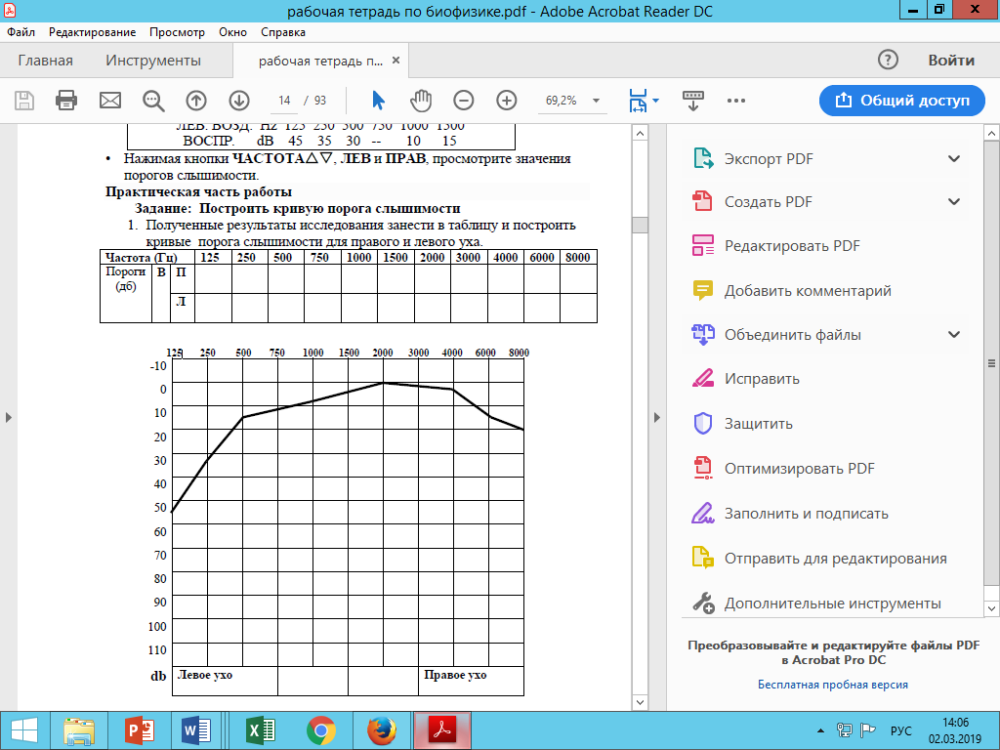 рабочая тетрадь по биофизике.pdf - Adobe Acrobat Reader DC
Файл Редактирование Просмотр Окно Справка
Главная Инструменты рабочая тетрадь п... × Войти
14 / 93 69,2% Общий доступ
ЛЕВ. ВОЗД. Hz 125 250 500 750 1000 1500
ВОСПР. dB 45 35 30 -- 10 15
• Нажимая кнопки ЧАСТОТА△▽, ЛЕВ и ПРАВ, просмотрите значения
порогов слышимости.
Практическая часть работы
Задание: Построить кривую порога слышимости
1. Полученные результаты исследования занести в таблицу и построить
кривые порога слышимости для правого и левого уха.
Частота (Гц) 125 250 500 750 1000 1500 2000 3000 4000 6000 8000
Пороги В П
(дб)
Л
125 250 500 750 1000 1500 2000 3000 4000 6000 8000
-10
0
10
20
30
40
50
60
70
80
90
100
110
db Левое ухо Правое ухо
Экспорт PDF
Создать PDF
Редактировать PDF
Добавить комментарий
Объединить файлы
Исправить
Защитить
Оптимизировать PDF
Заполнить и подписать
Отправить для редактирования
Дополнительные инструменты
Преобразовывайте и редактируйте файлы PDF
в Acrobat Pro DC
Бесплатная пробная версия
РУС 14:06
02.03.2019